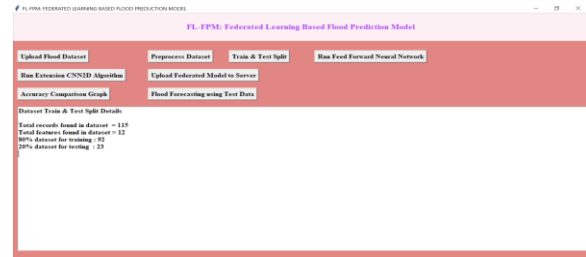 FL-FPM: FEDERATED LEARNING BASED FLOOD PREDICTION MODEL
FL-FPM: Federated Learning Based Flood Prediction Model
Upload Flood Dataset
Preprocess Dataset
Train & Test Split
Run Feed Forward Neural Network
Run Extension CNN2D Algorithm
Upload Federated Model to Server
Accuracy Comparison Graph
Flood Forecasting using Test Data
Dataset Train & Test Split Details
Total records found in dataset = 115
Total features found in dataset = 12
80% dataset for training : 92
20% dataset for testing : 23